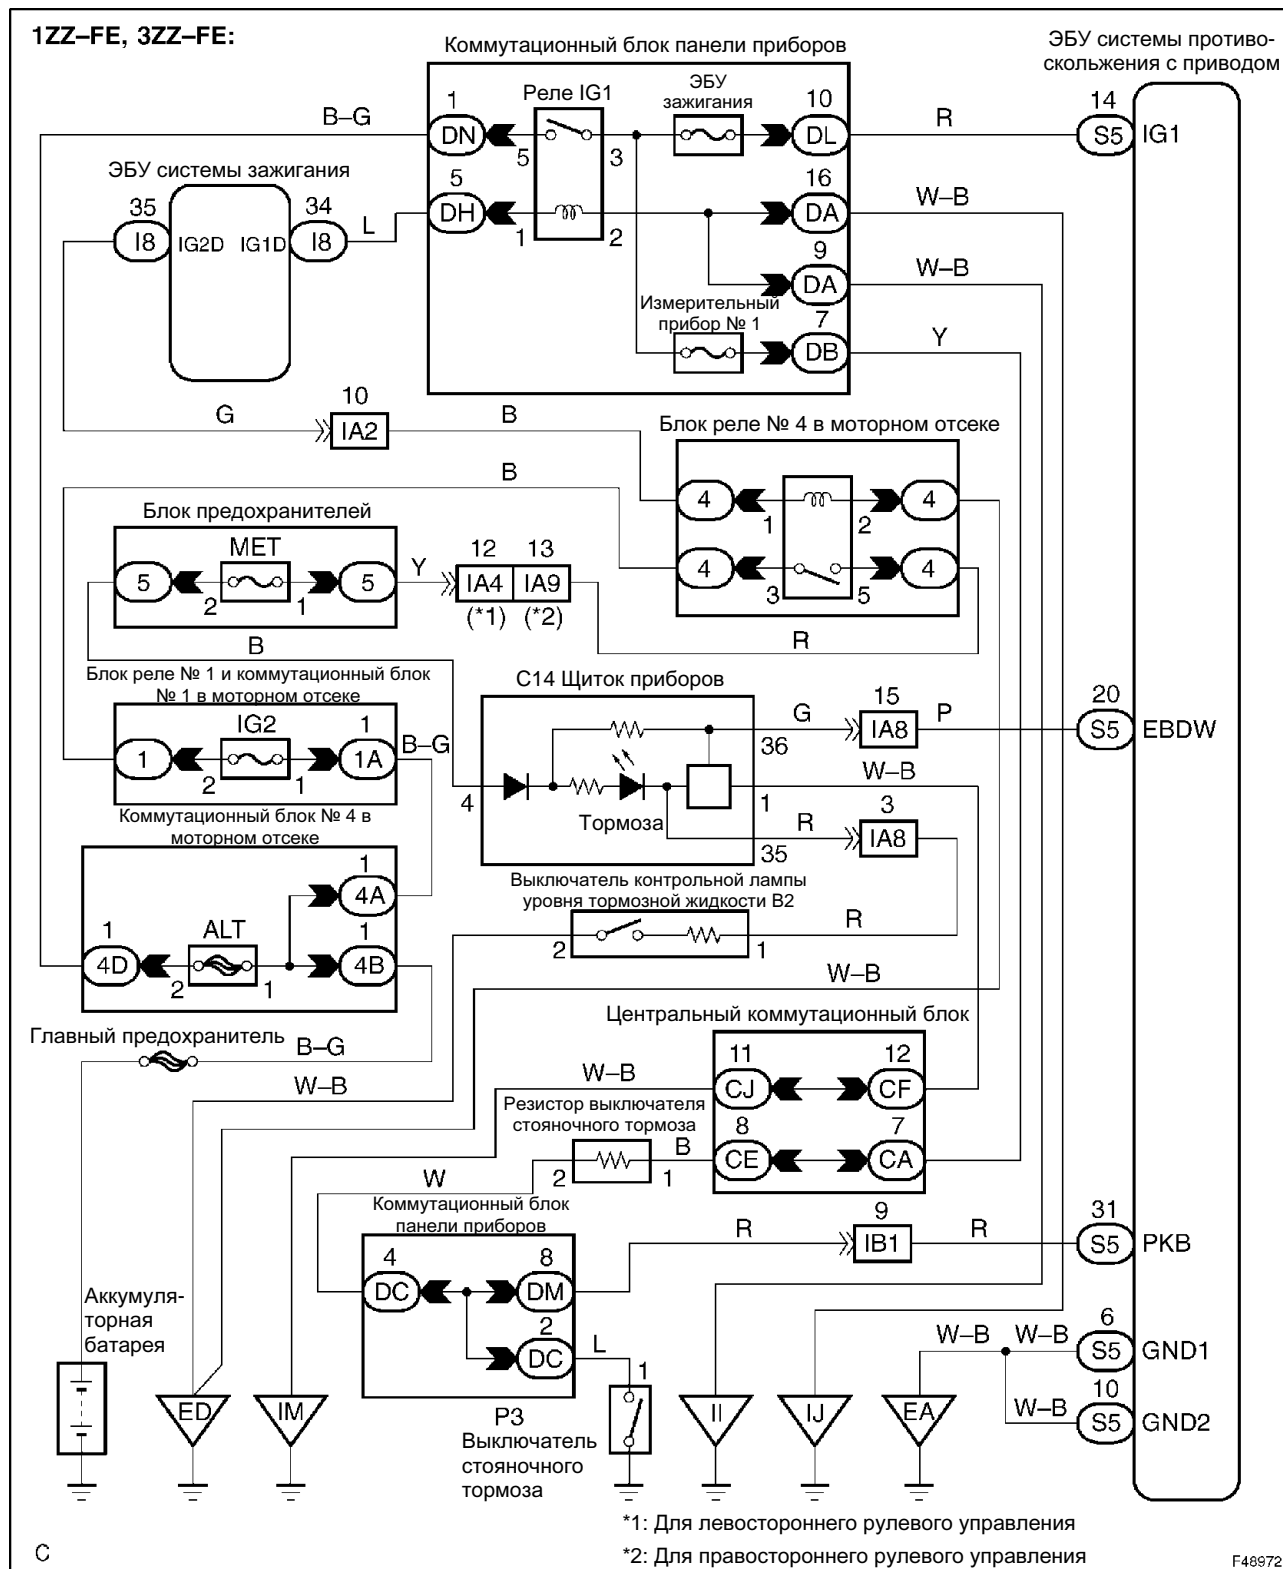 1ZZ–FE, 3ZZ–FE:
Коммутационный блок панели приборов
ЭБУ системы противо-
скольжения с приводом
Реле IG1
ЭБУ
зажигания
B–G
1
DN
5
3
10
DL
R
14
S5
IG1
ЭБУ системы зажигания
35
I8
IG2D
IG1D
34
I8
L
5
DH
1
2
16
DA
W–B
9
DA
W–B
Измерительный
прибор № 1
7
DB
Y
G
10
IA2
B
Блок реле № 4 в моторном отсеке
B
4
1
2
4
4
3
5
4
Блок предохранителей
MET
5
2
1
5
Y
12
13
IA4
IA9
(*1)
(*2)
R
B
Блок реле № 1 и коммутационный блок
№ 1 в моторном отсеке
IG2
1
1
2
1
1A
B–G
C14 Щиток приборов
4
Тормоза
36
1
35
G
15
IA8
P
20
S5
EBDW
W–B
R
3
IA8
Коммутационный блок № 4 в
моторном отсеке
1
4A
ALT
1
4D
2
1
1
4B
Выключатель контрольной лампы
уровня тормозной жидкости B2
2
1
R
W–B
Главный предохранитель
B–G
W–B
Центральный коммутационный блок
W–B
11
CJ
12
CF
Резистор выключателя
стояночного тормоза
8
CE
7
CA
2
1
B
W
Коммутационный блок
панели приборов
4
DC
8
DM
2
DC
R
9
IB1
R
31
S5
PKB
L
1
Аккумуля-
торная
батарея
ED
IM
P3
Выключатель
стояночного
тормоза
II
IJ
EA
W–B
W–B
6
S5
GND1
W–B
10
S5
GND2
*1: Для левостороннего рулевого управления
*2: Для правостороннего рулевого управления
C
F48972